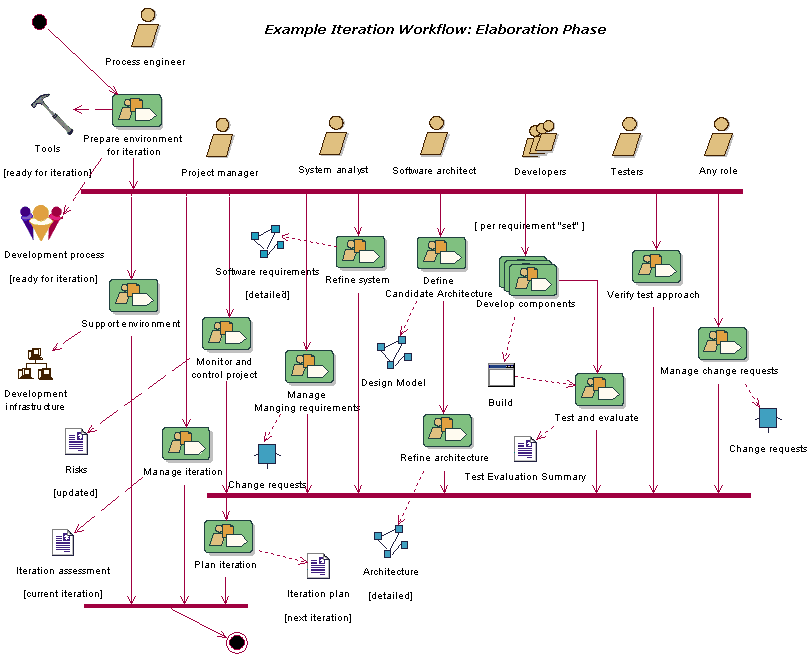 Example Iteration Workflow: Elaboration Phase
Process engineer
Tools
[ready for iteration]
Prepare environment
for iteration
Project manager
System analyst
Software architect
Developers
Testers
Any role
Development process
[ready for iteration]
[ per requirement "set" ]
Software requirements
[detailed]
Refine system
Define
Candidate Architecture
Develop components
Verify test approach
Support environment
Development
infrastructure
Monitor and
control project
Manage
Manging requirements
Design Model
Build
Test and evaluate
Manage change requests
Risks
[updated]
Manage iteration
Change requests
Refine architecture
Test Evaluation Summary
Change requests
Iteration assessment
[current iteration]
Plan iteration
Iteration plan
[next iteration]
Architecture
[detailed]